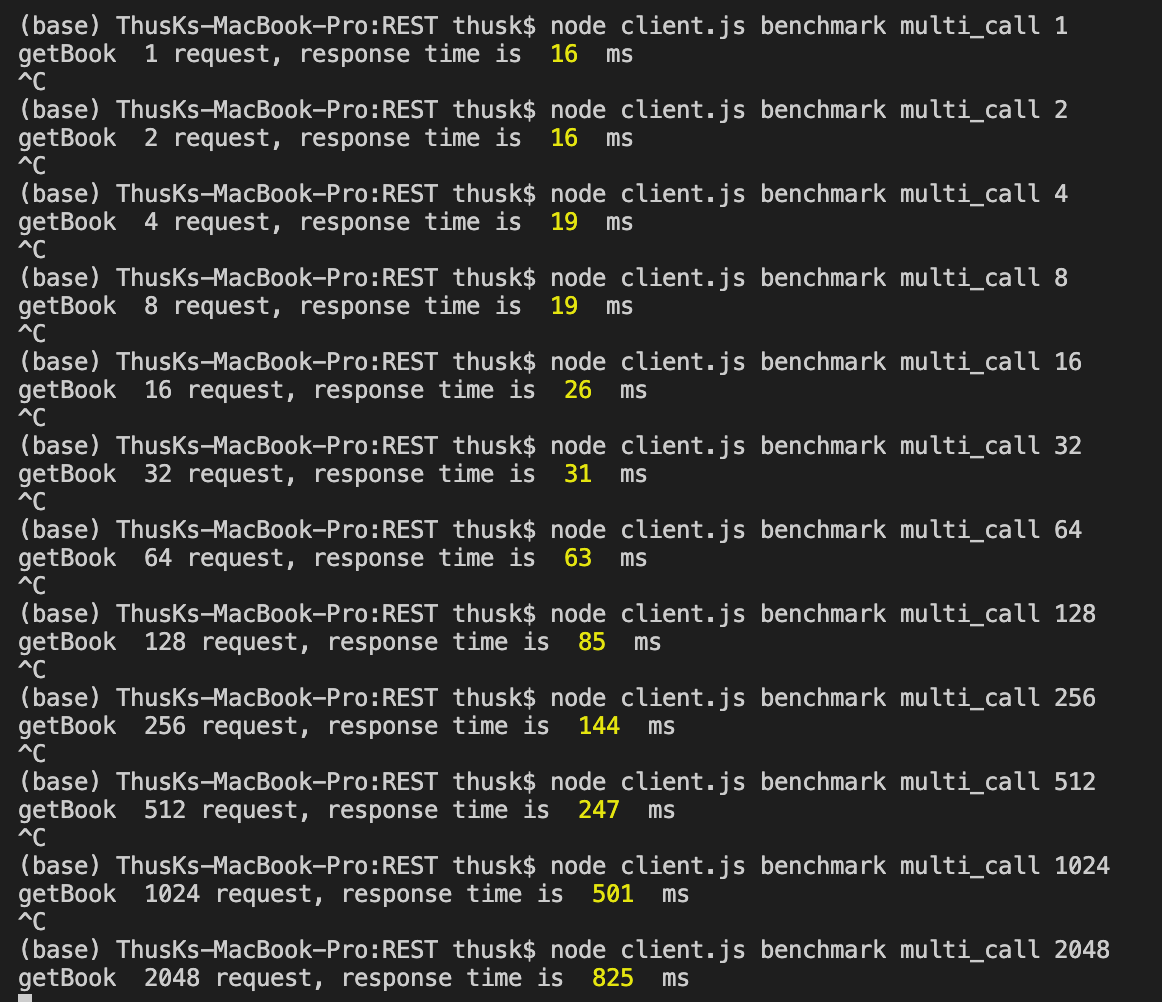 (base) ThusKs-MacBook-Pro:REST thusk$ node client.js benchmark multi_call 1
getBook  1 request, response time is  16  ms
^C
(base) ThusKs-MacBook-Pro:REST thusk$ node client.js benchmark multi_call 2
getBook  2 request, response time is  16  ms
^C
(base) ThusKs-MacBook-Pro:REST thusk$ node client.js benchmark multi_call 4
getBook  4 request, response time is  19  ms
^C
(base) ThusKs-MacBook-Pro:REST thusk$ node client.js benchmark multi_call 8
getBook  8 request, response time is  19  ms
^C
(base) ThusKs-MacBook-Pro:REST thusk$ node client.js benchmark multi_call 16
getBook  16 request, response time is  26  ms
^C
(base) ThusKs-MacBook-Pro:REST thusk$ node client.js benchmark multi_call 32
getBook  32 request, response time is  31  ms
^C
(base) ThusKs-MacBook-Pro:REST thusk$ node client.js benchmark multi_call 64
getBook  64 request, response time is  63  ms
^C
(base) ThusKs-MacBook-Pro:REST thusk$ node client.js benchmark multi_call 128
getBook  128 request, response time is  85  ms
^C
(base) ThusKs-MacBook-Pro:REST thusk$ node client.js benchmark multi_call 256
getBook  256 request, response time is  144  ms
^C
(base) ThusKs-MacBook-Pro:REST thusk$ node client.js benchmark multi_call 512
getBook  512 request, response time is  247  ms
^C
(base) ThusKs-MacBook-Pro:REST thusk$ node client.js benchmark multi_call 1024
getBook  1024 request, response time is  501  ms
^C
(base) ThusKs-MacBook-Pro:REST thusk$ node client.js benchmark multi_call 2048
getBook  2048 request, response time is  825  ms